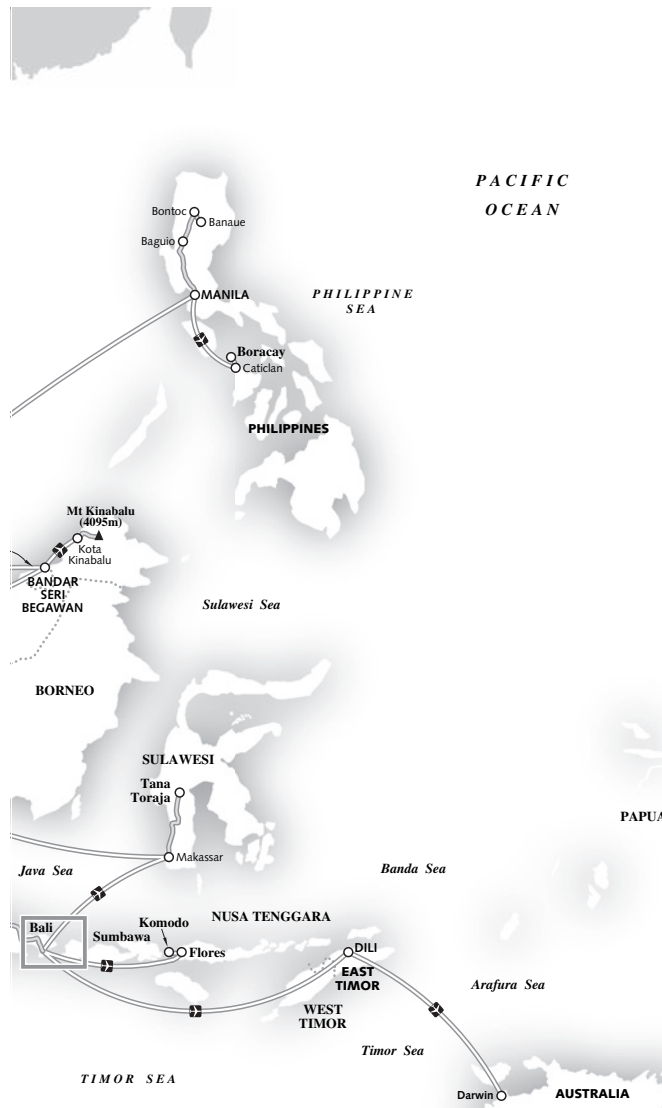 PACIFIC
OCEAN
Bontoc
Banaue
Baguio
MANILA
PHILIPPINE
SEA
Boracay
Caticlan
PHILIPPINES
Mt Kinabalu
(4095m)
Kota
Kinabalu
BANDAR
SERI
BEGAWAN
Sulawesi Sea
BORNEO
SULAWESI
Tana
Toraja
PAPUA
Makassar
Java Sea
Banda Sea
NUSA TENGGARA
Komodo
Bali
Sumbawa
Flores
DILI
EAST
TIMOR
Arafura Sea
WEST
TIMOR
Timor Sea
TIMOR SEA
Darwin
AUSTRALIA